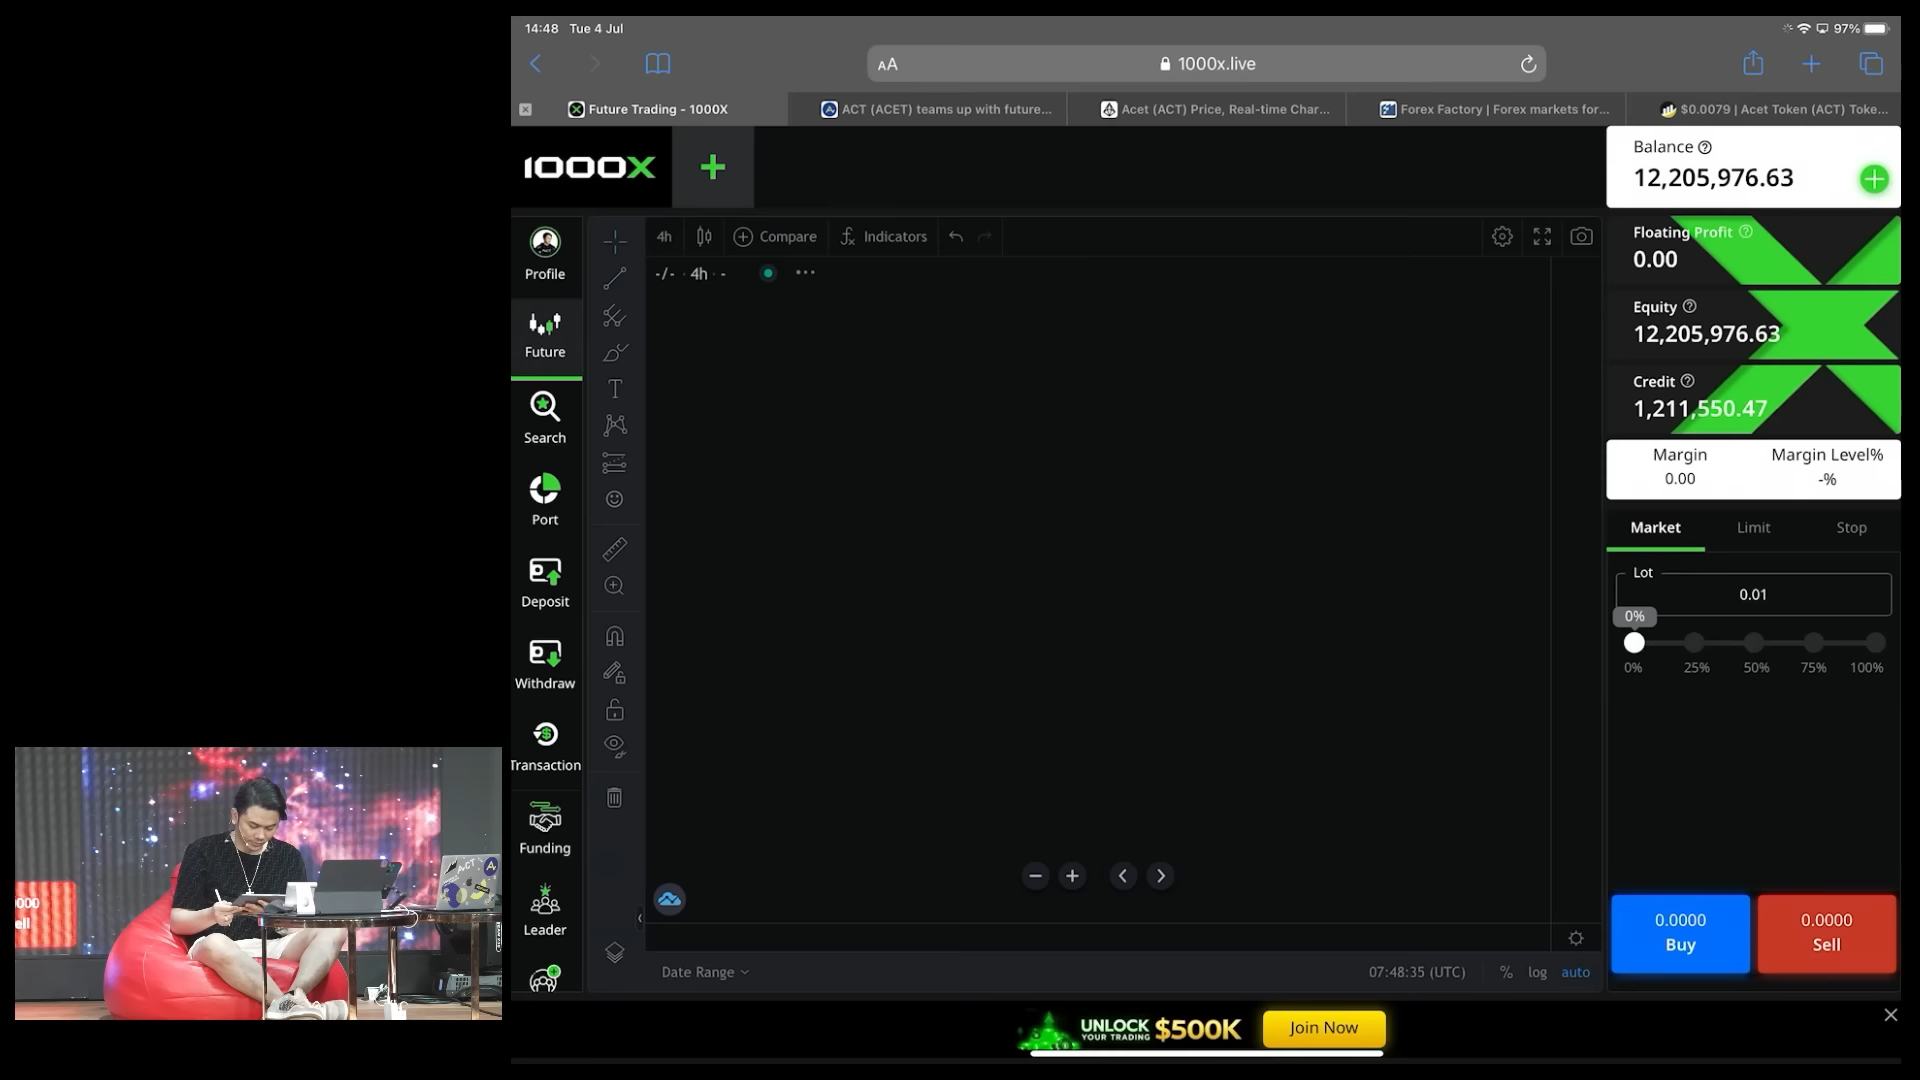 14:48 Tue 4 Jul
97%
AA
1000x.live
Future Trading - 1000X
ACT (ACET) teams up with future...
Acet (ACT) Price, Real-time Char...
Forex Factory | Forex markets for...
$0.0079 | Acet Token (ACT) Toke...
1000X
Balance
12,205,976.63
Profile
Future
Search
Port
Deposit
Withdraw
Transaction
Funding
Leader
4h
Compare
Indicators
-/- · 4h · -
Floating Profit
0.00
Equity
12,205,976.63
Credit
1,211,550.47
Margin
0.00
Margin Level%
-%
Market
Limit
Stop
Lot
0.01
0%
0%
25%
50%
75%
100%
0.0000
Buy
0.0000
Sell
Date Range
07:48:35 (UTC)
%
log
auto
UNLOCK
YOUR TRADING
$500K
Join Now
000
ell
ACT